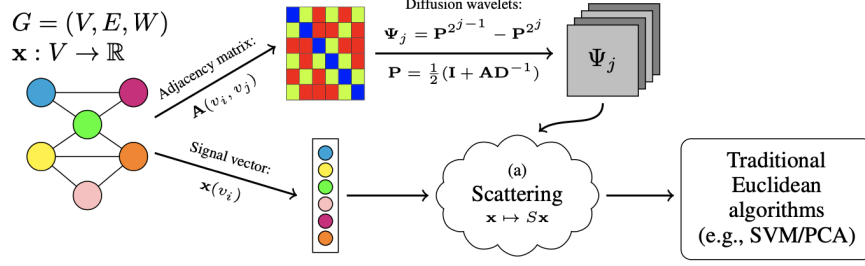 G = (V, E, W)
x : V → ℝ
Adjacency matrix:
A(v_i, v_j)
Signal vector:
x(v_i)
Diffusion wavelets:
Ψ_j = P^{2^{j−1}} − P^{2^j}
P = ½(I + AD^{−1})
Ψ_j
(a)
Scattering
x ↦ Sx
Traditional
Euclidean
algorithms
(e.g., SVM/PCA)